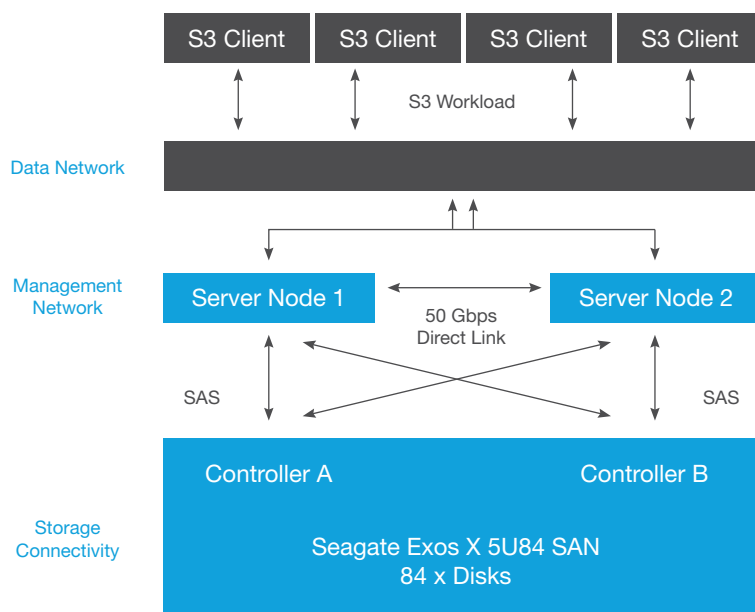 S3 Client
S3 Client
S3 Client
S3 Client
S3 Workload
Data Network
Management
Network
Server Node 1
Server Node 2
50 Gbps
Direct Link
SAS
SAS
Controller A
Controller B
Storage
Connectivity
Seagate Exos X 5U84 SAN
84 x Disks